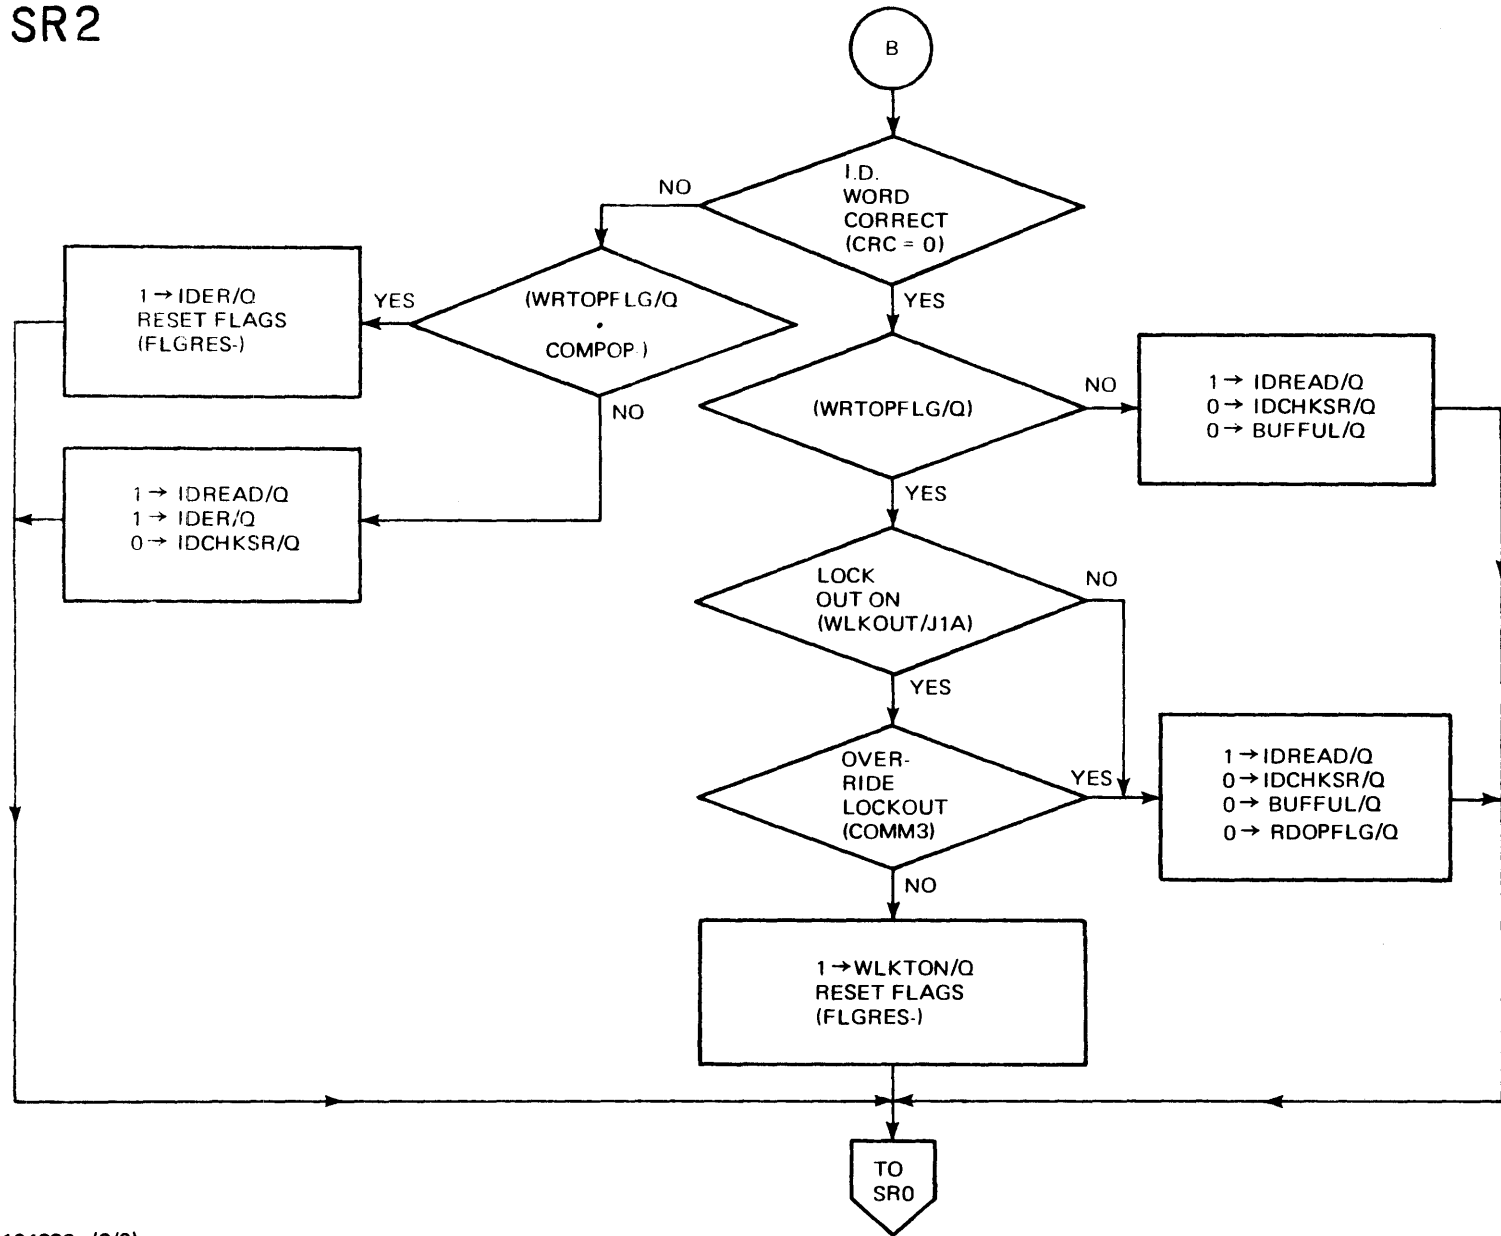 SR2
B
I.D.
WORD
CORRECT
(CRC = 0)
NO
YES
(WRTOPFLG/Q
·
COMPOP-)
YES
NO
1→IDER/Q
RESET FLAGS
(FLGRES-)
1→ IDREAD/Q
1→ IDER/Q
0→ IDCHKSR/Q
(WRTOPFLG/Q)
NO
YES
1→ IDREAD/Q
0→ IDCHKSR/Q
0→ BUFFUL/Q
LOCK
OUT ON
(WLKOUT/J1A)
NO
YES
OVER-
RIDE
LOCKOUT
(COMM3)
YES
NO
1→IDREAD/Q
0→IDCHKSR/Q
0→ BUFFUL/Q
0→ RDOPFLG/Q
1→WLKTON/Q
RESET FLAGS
(FLGRES-)
TO
SR0